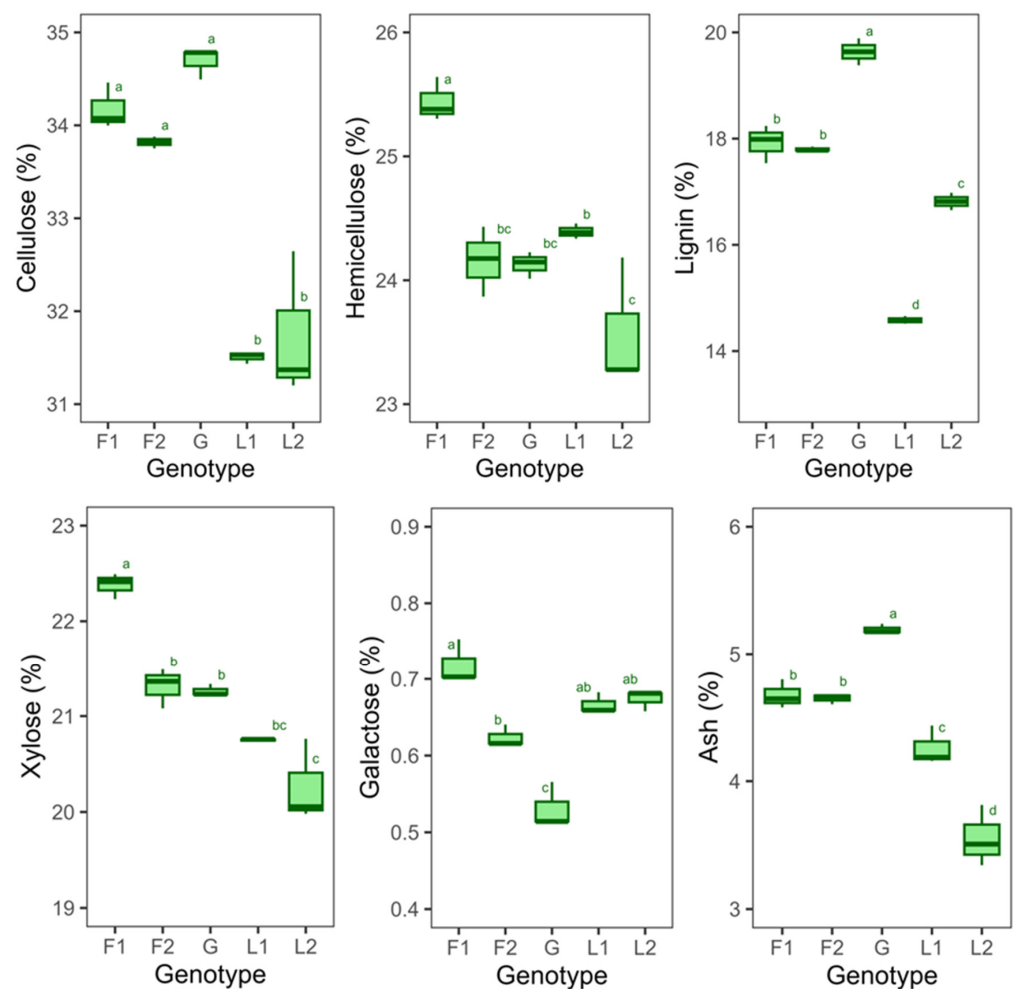 Cellulose (%)
35
34
33
32
31
a
a
a
b
b
F1 F2 G L1 L2
Genotype
Hemicellulose (%)
26
25
24
23
a
bc
bc
b
c
F1 F2 G L1 L2
Genotype
Lignin (%)
20
18
16
14
b
b
a
d
c
F1 F2 G L1 L2
Genotype
Xylose (%)
23
22
21
20
19
a
b
b
bc
c
F1 F2 G L1 L2
Genotype
Galactose (%)
0.9
0.8
0.7
0.6
0.5
0.4
a
b
c
ab
ab
F1 F2 G L1 L2
Genotype
Ash (%)
6
5
4
3
b
b
a
c
d
F1 F2 G L1 L2
Genotype